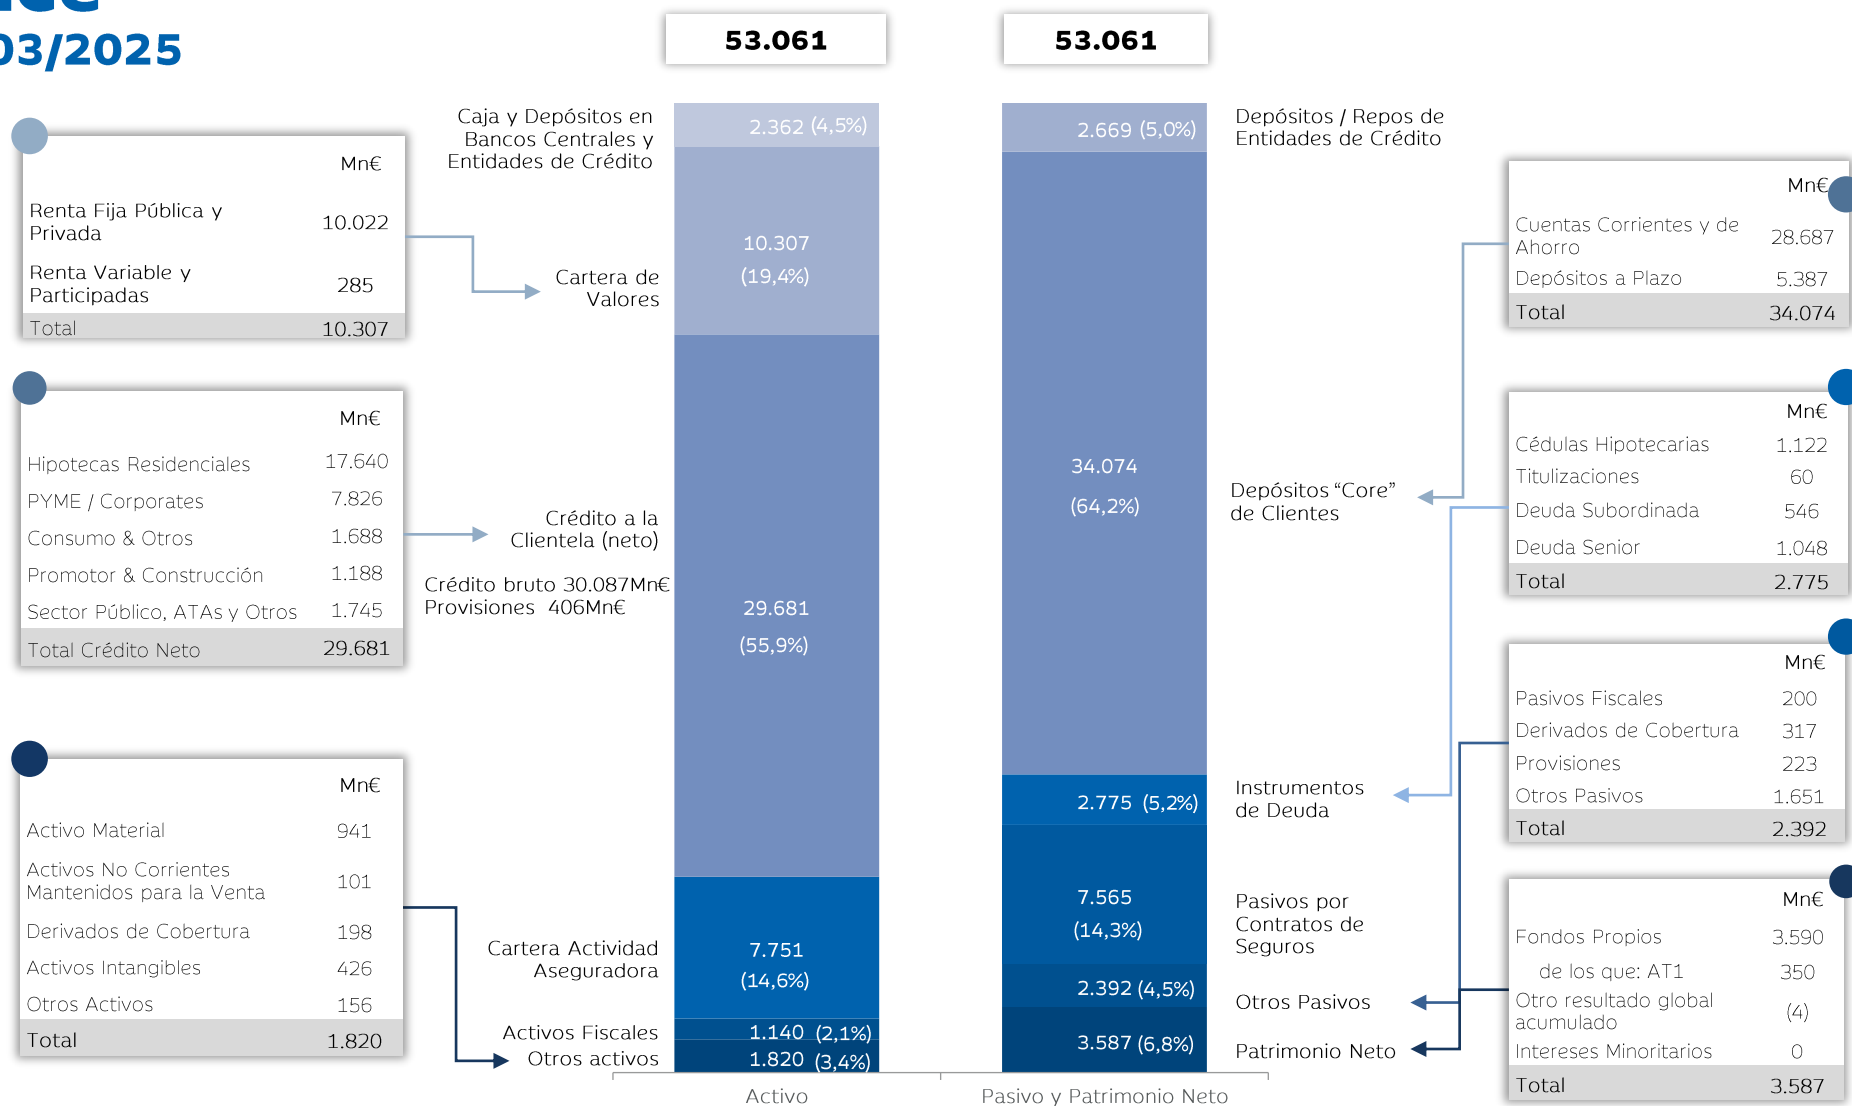 03/2025
53.061
53.061
Mn€
Renta Fija Pública y
Privada
10.022
Renta Variable y
Participadas
285
Total 10.307
Mn€
Hipotecas Residenciales 17.640
PYME / Corporates 7.826
Consumo & Otros 1.688
Promotor & Construcción 1.188
Sector Público, ATAs y Otros 1.745
Total Crédito Neto 29.681
Mn€
Activo Material 941
Activos No Corrientes
Mantenidos para la Venta
101
Derivados de Cobertura 198
Activos Intangibles 426
Otros Activos 156
Total 1.820
Caja y Depósitos en
Bancos Centrales y
Entidades de Crédito
Cartera de
Valores
Crédito a la
Clientela (neto)
Crédito bruto 30.087Mn€
Provisiones 406Mn€
Cartera Actividad
Aseguradora
Activos Fiscales
Otros activos
2.362 (4,5%)
10.307
(19,4%)
29.681
(55,9%)
7.751
(14,6%)
1.140 (2,1%)
1.820 (3,4%)
Activo
2.669 (5,0%)
34.074
(64,2%)
2.775 (5,2%)
7.565
(14,3%)
2.392 (4,5%)
3.587 (6,8%)
Pasivo y Patrimonio Neto
Depósitos / Repos de
Entidades de Crédito
Depósitos “Core”
de Clientes
Instrumentos
de Deuda
Pasivos por
Contratos de
Seguros
Otros Pasivos
Patrimonio Neto
Mn€
Cuentas Corrientes y de
Ahorro
28.687
Depósitos a Plazo 5.387
Total 34.074
Mn€
Cédulas Hipotecarias 1.122
Titulizaciones 60
Deuda Subordinada 546
Deuda Senior 1.048
Total 2.775
Mn€
Pasivos Fiscales 200
Derivados de Cobertura 317
Provisiones 223
Otros Pasivos 1.651
Total 2.392
Mn€
Fondos Propios 3.590
de los que: AT1 350
Otro resultado global
acumulado
(4)
Intereses Minoritarios 0
Total 3.587